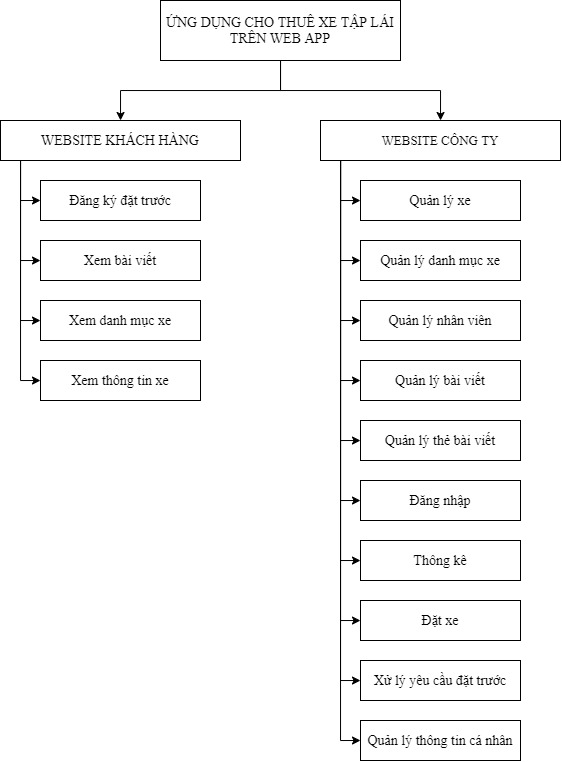 ỨNG DỤNG CHO THUÊ XE TẬP LÁI
TRÊN WEB APP
WEBSITE KHÁCH HÀNG
Đăng ký đặt trước
Xem bài viết
Xem danh mục xe
Xem thông tin xe
WEBSITE CÔNG TY
Quản lý xe
Quản lý danh mục xe
Quản lý nhân viên
Quản lý bài viết
Quản lý thẻ bài viết
Đăng nhập
Thông kê
Đặt xe
Xử lý yêu cầu đặt trước
Quản lý thông tin cá nhân